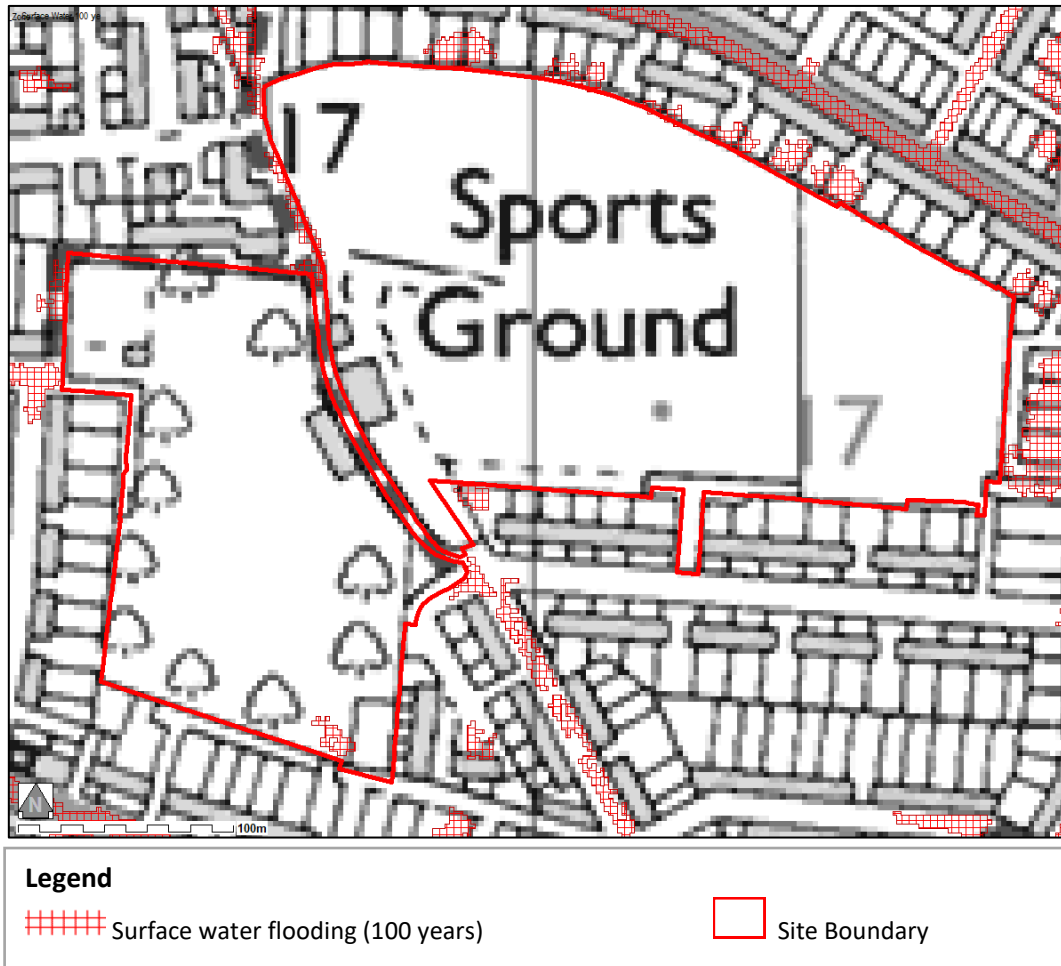 17
Sports
Ground
7
N
100m
Legend
Surface water flooding (100 years)
Site Boundary